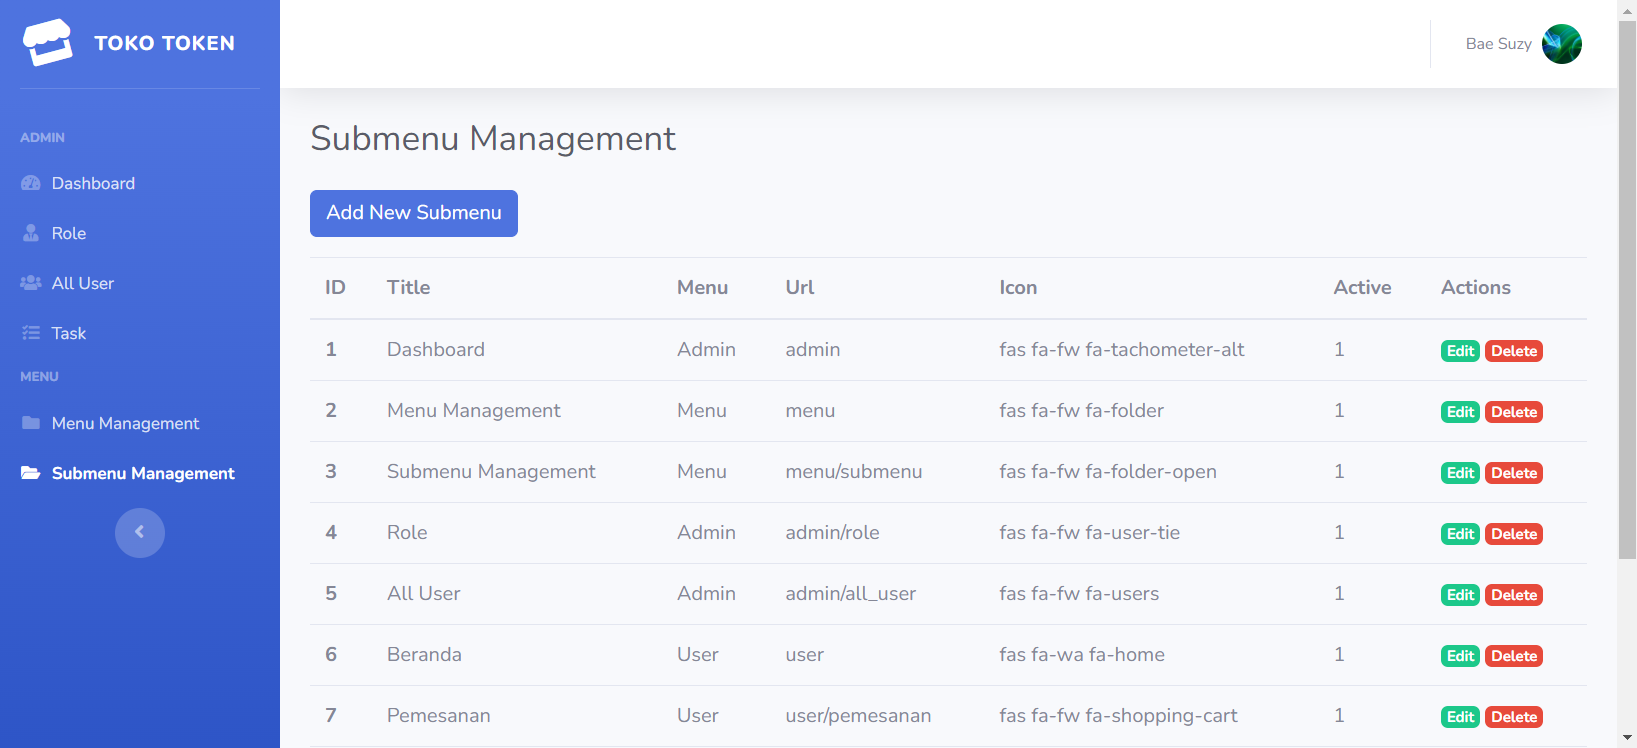 TOKO TOKEN
Bae Suzy
ADMIN
Dashboard
Role
All User
Task
MENU
Menu Management
Submenu Management
Submenu Management
Add New Submenu
ID Title Menu Url Icon Active Actions
1 Dashboard Admin admin fas fa-fw fa-tachometer-alt 1 Edit Delete
2 Menu Management Menu menu fas fa-fw fa-folder 1 Edit Delete
3 Submenu Management Menu menu/submenu fas fa-fw fa-folder-open 1 Edit Delete
4 Role Admin admin/role fas fa-fw fa-user-tie 1 Edit Delete
5 All User Admin admin/all_user fas fa-fw fa-users 1 Edit Delete
6 Beranda User user fas fa-wa fa-home 1 Edit Delete
7 Pemesanan User user/pemesanan fas fa-fw fa-shopping-cart 1 Edit Delete